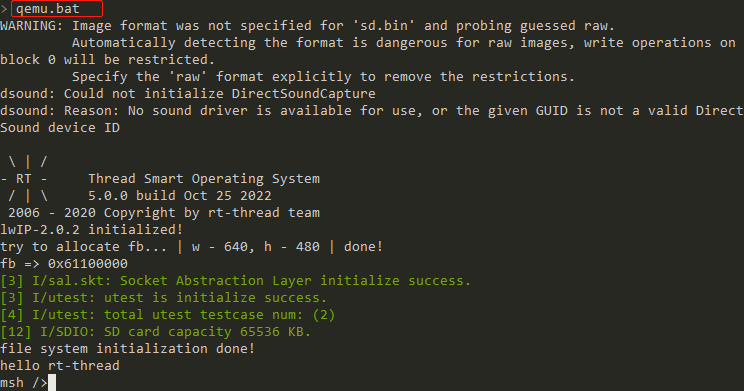 > qemu.bat
WARNING: Image format was not specified for 'sd.bin' and probing guessed raw.
         Automatically detecting the format is dangerous for raw images, write operations on
block 0 will be restricted.
         Specify the 'raw' format explicitly to remove the restrictions.
dsound: Could not initialize DirectSoundCapture
dsound: Reason: No sound driver is available for use, or the given GUID is not a valid Direct
Sound device ID

 \ | /
- RT -     Thread Smart Operating System
 / | \     5.0.0 build Oct 25 2022
 2006 - 2020 Copyright by rt-thread team
lwIP-2.0.2 initialized!
try to allocate fb... | w - 640, h - 480 | done!
fb => 0x61100000
[3] I/sal.skt: Socket Abstraction Layer initialize success.
[3] I/utest: utest is initialize success.
[4] I/utest: total utest testcase num: (2)
[12] I/SDIO: SD card capacity 65536 KB.
file system initialization done!
hello rt-thread
msh />